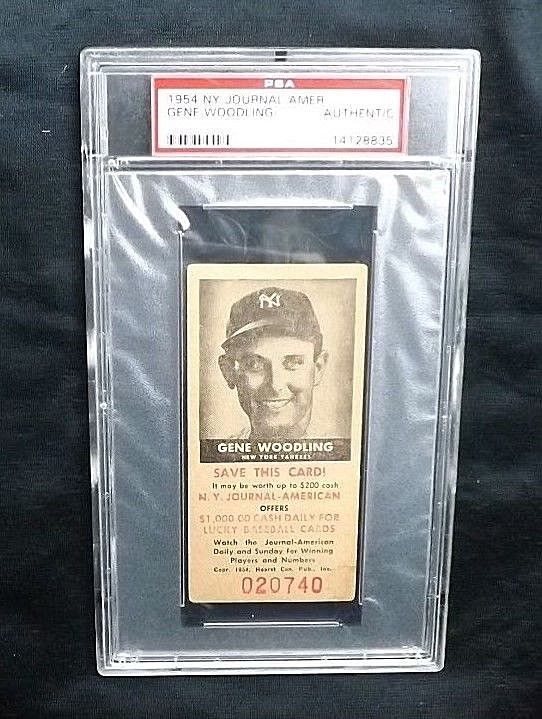 PSA
1954 NY JOURNAL AMER
GENE WOODLING AUTHENTIC
14128835
NY
GENE WOODLING
NEW YORK YANKEES
SAVE THIS CARD!
It may be worth up to $200 cash
N. Y. JOURNAL-AMERICAN
OFFERS
$1,000.00 CASH DAILY FOR
LUCKY BASEBALL CARDS
Watch the Journal-American
Daily and Sunday for Winning
Players and Numbers
Copr. 1954, Hearst Con. Pub., Inc.
020740